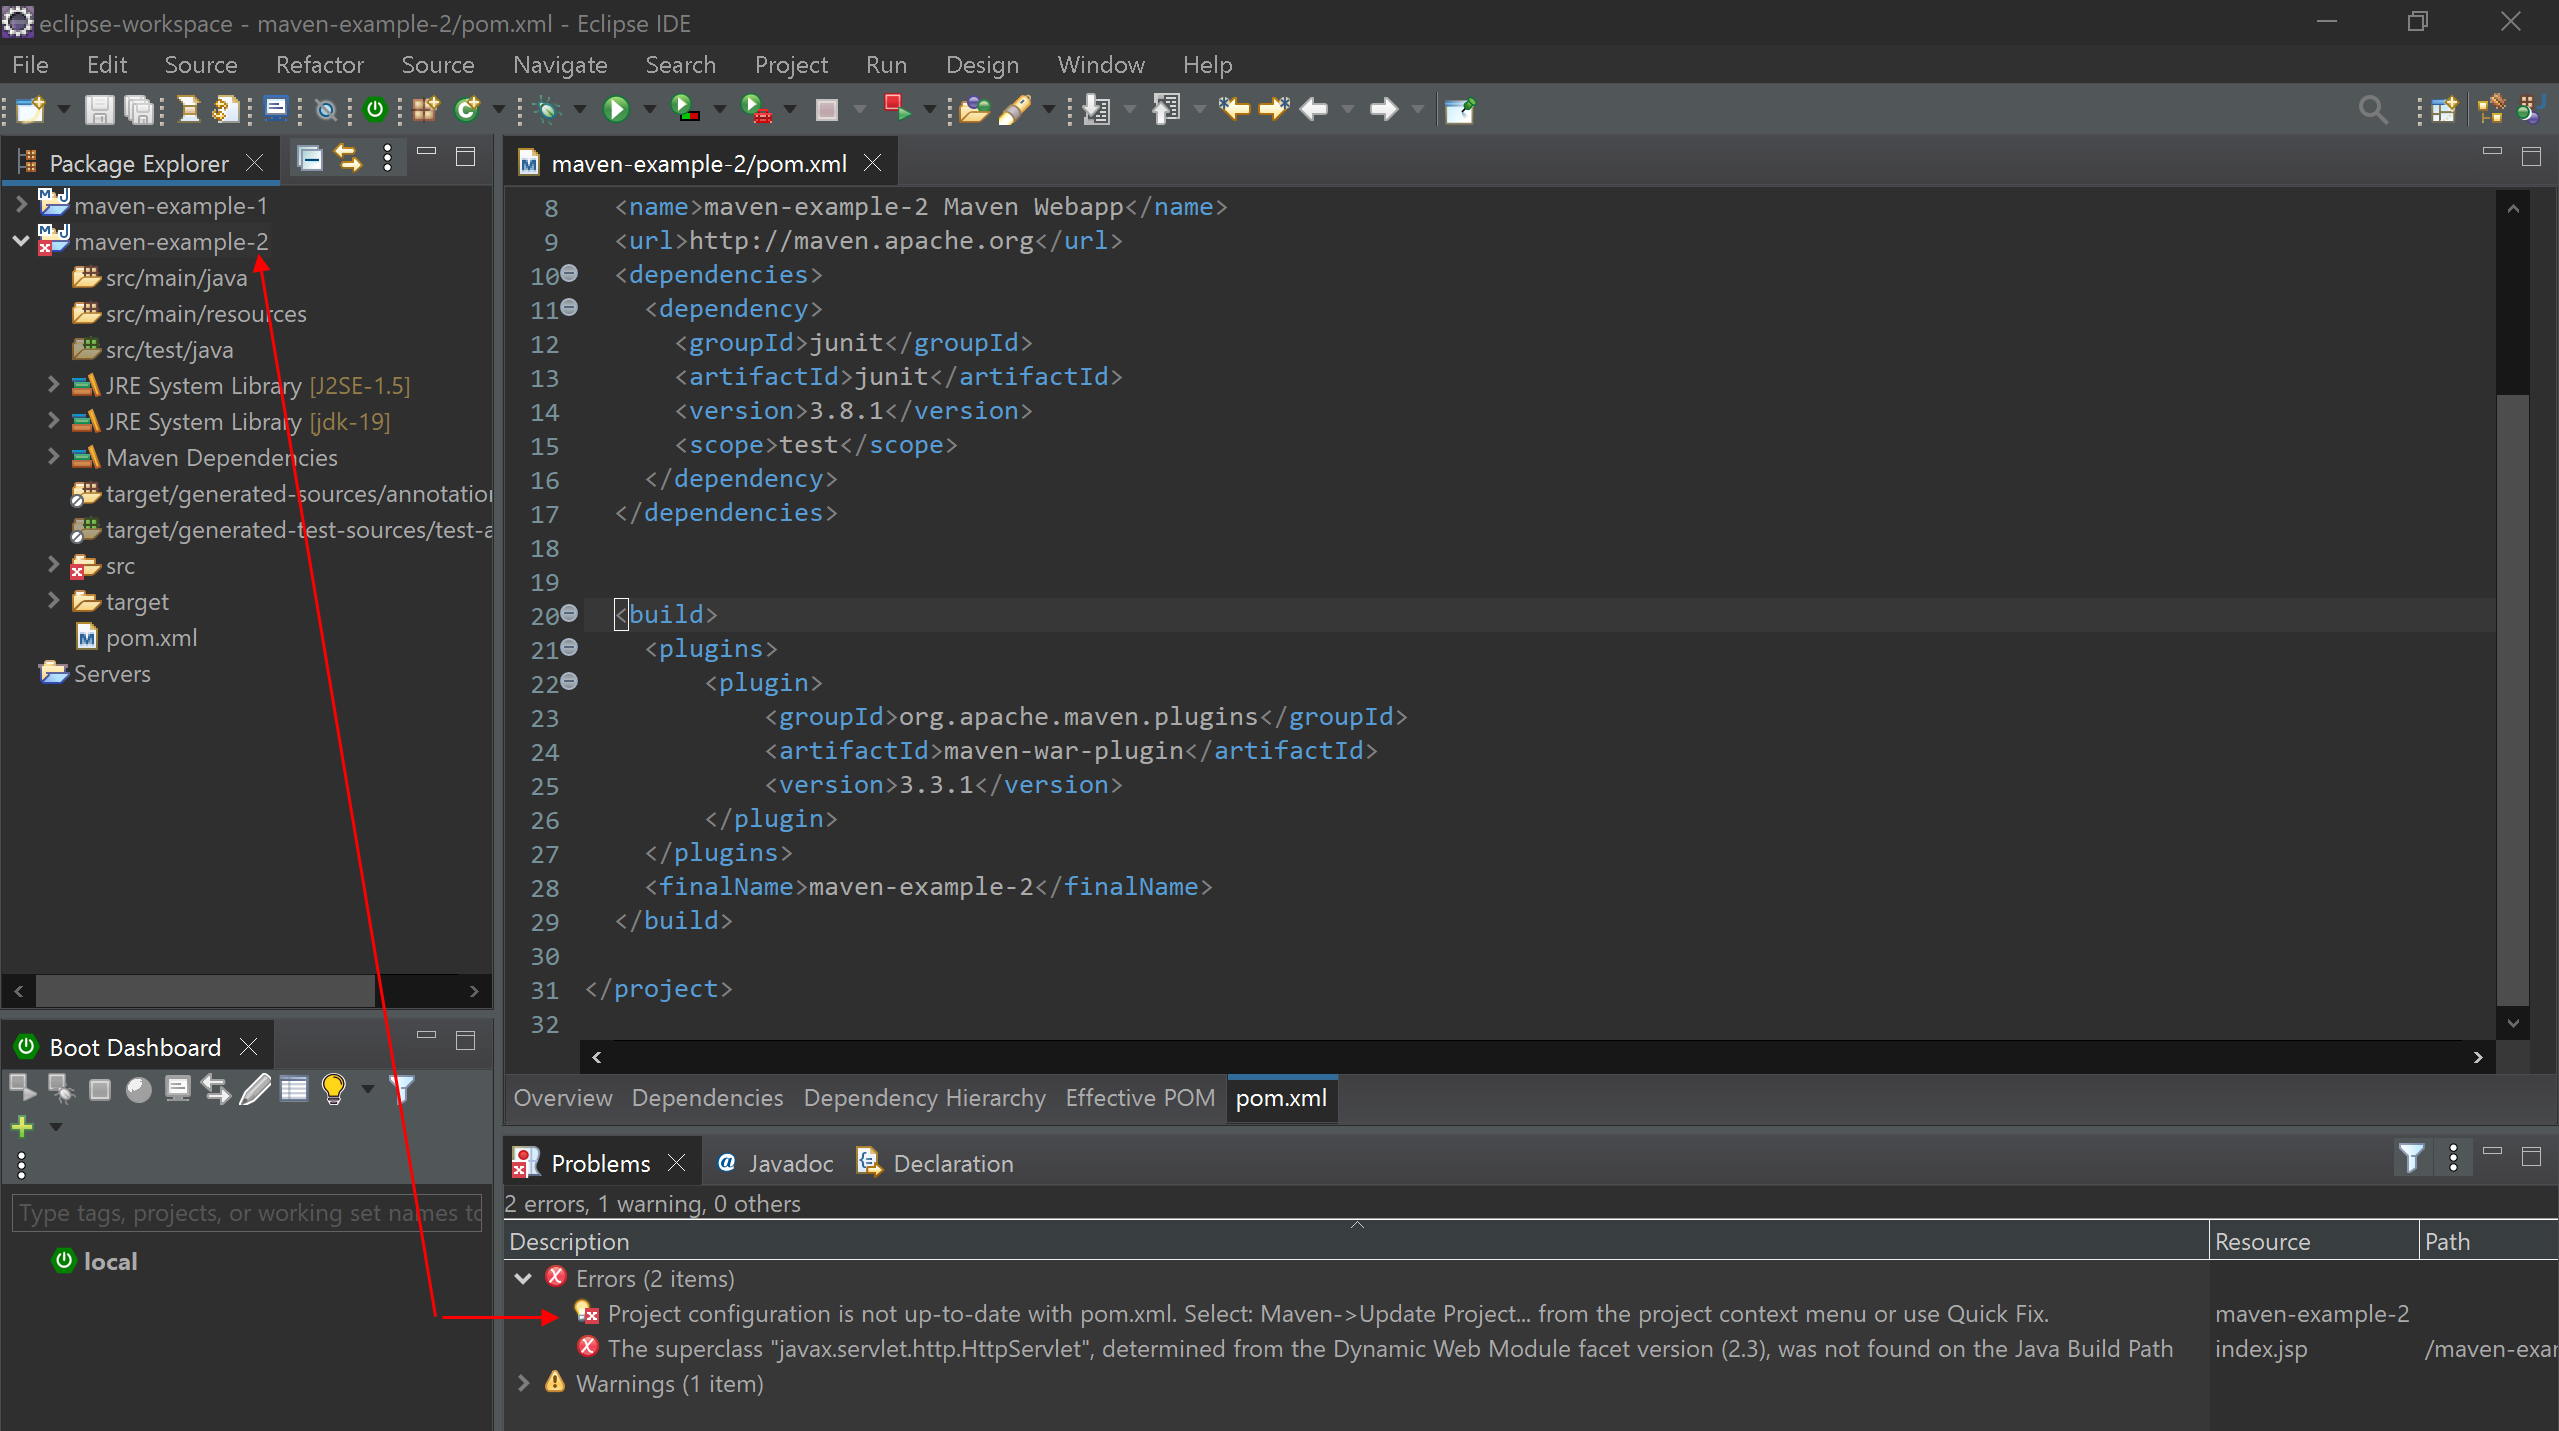 eclipse-workspace - maven-example-2/pom.xml - Eclipse IDE
File Edit Source Refactor Source Navigate Search Project Run Design Window Help
Package Explorer
maven-example-1
maven-example-2
src/main/java
src/main/resources
src/test/java
JRE System Library [J2SE-1.5]
JRE System Library [jdk-19]
Maven Dependencies
target/generated-sources/annotation
target/generated-test-sources/test-a
src
target
pom.xml
Servers
Boot Dashboard
Type tags, projects, or working set names to
local
maven-example-2/pom.xml
8 <name>maven-example-2 Maven Webapp</name>
9 <url>http://maven.apache.org</url>
10 <dependencies>
11 <dependency>
12 <groupId>junit</groupId>
13 <artifactId>junit</artifactId>
14 <version>3.8.1</version>
15 <scope>test</scope>
16 </dependency>
17 </dependencies>
18
19
20 <build>
21 <plugins>
22 <plugin>
23 <groupId>org.apache.maven.plugins</groupId>
24 <artifactId>maven-war-plugin</artifactId>
25 <version>3.3.1</version>
26 </plugin>
27 </plugins>
28 <finalName>maven-example-2</finalName>
29 </build>
30
31 </project>
32
Overview Dependencies Dependency Hierarchy Effective POM pom.xml
Problems @ Javadoc Declaration
2 errors, 1 warning, 0 others
Description Resource Path
Errors (2 items)
Project configuration is not up-to-date with pom.xml. Select: Maven->Update Project... from the project context menu or use Quick Fix. maven-example-2
The superclass "javax.servlet.http.HttpServlet", determined from the Dynamic Web Module facet version (2.3), was not found on the Java Build Path index.jsp /maven-exar
Warnings (1 item)